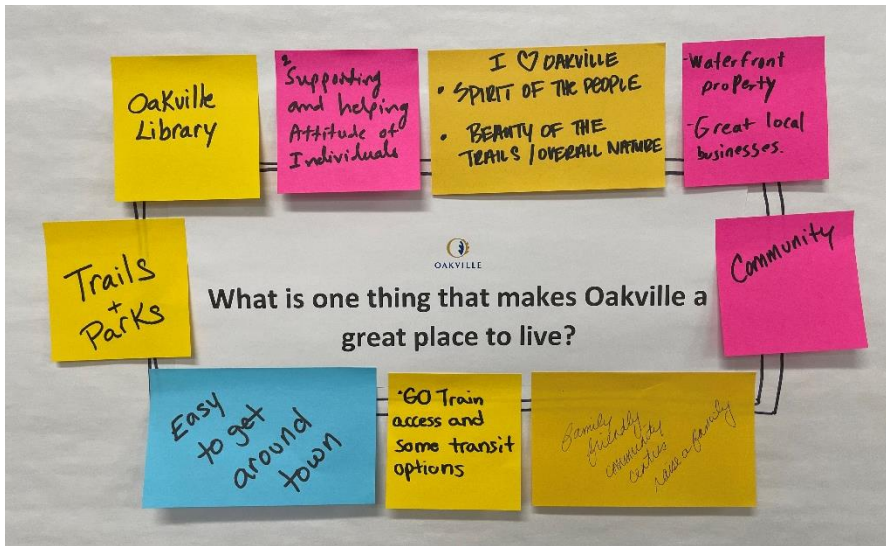 Oakville
Library
2
Supporting
and helping
Attitude of
Individuals
I ♡ OAKVILLE
• SPIRIT OF THE PEOPLE
• BEAUTY OF THE
TRAILS / OVERALL NATURE
-Waterfront
property
-Great local
businesses.
Trails
+
Parks
OAKVILLE
What is one thing that makes Oakville a
great place to live?
Community
Easy
to get
around
town
·GO Train
access and
some transit
options
family
friendly
community
raise a family